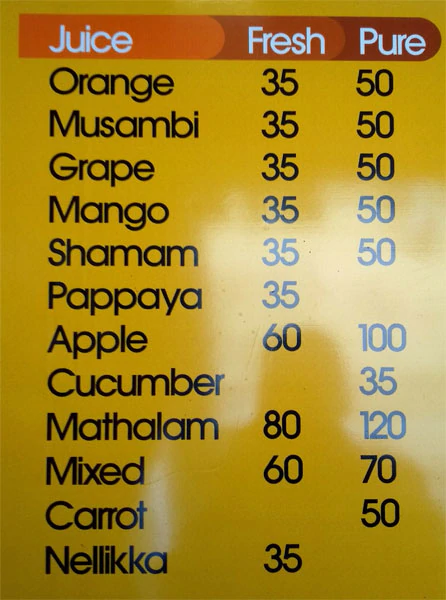 Juice Fresh Pure
Orange 35 50
Musambi 35 50
Grape 35 50
Mango 35 50
Shamam 35 50
Pappaya 35
Apple 60 100
Cucumber 35
Mathalam 80 120
Mixed 60 70
Carrot 50
Nellikka 35